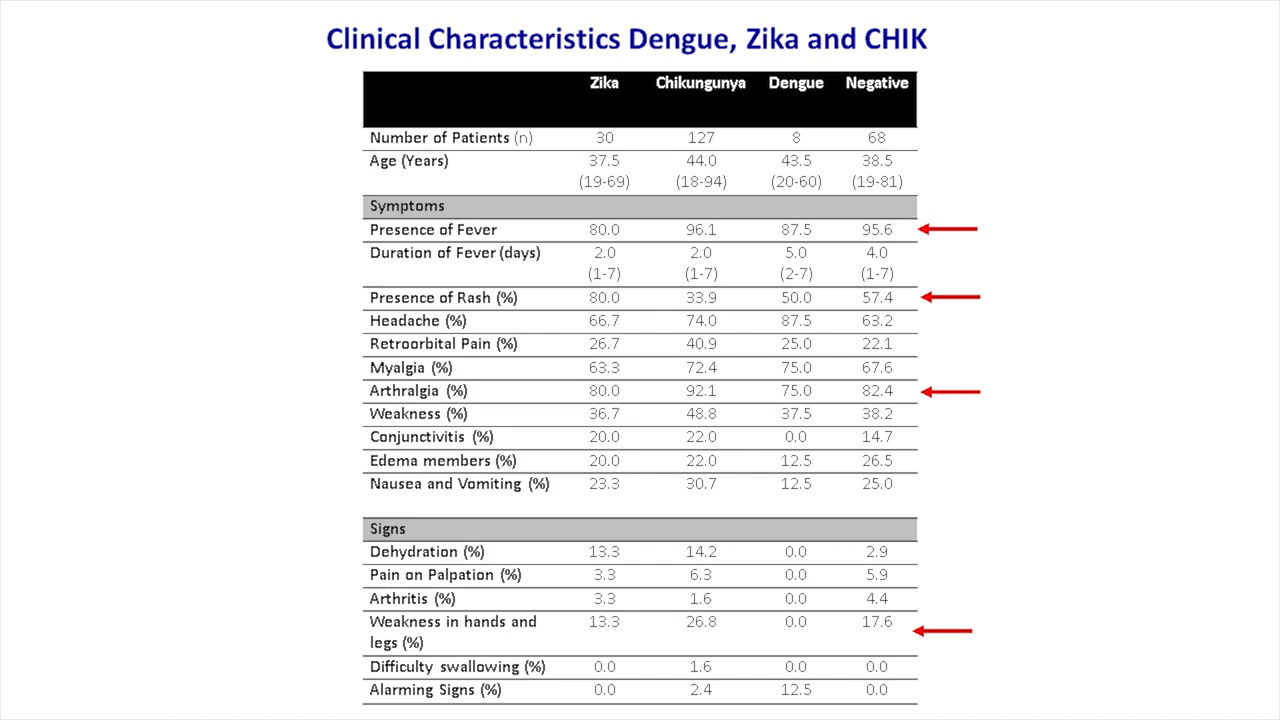 Clinical Characteristics Dengue, Zika and CHIK
Zika Chikungunya Dengue Negative
Number of Patients (n) 30 127 8 68
Age (Years) 37.5 44.0 43.5 38.5
(19-69) (18-94) (20-60) (19-81)
Symptoms
Presence of Fever 80.0 96.1 87.5 95.6
Duration of Fever (days) 2.0 2.0 5.0 4.0
(1-7) (1-7) (2-7) (1-7)
Presence of Rash (%) 80.0 33.9 50.0 57.4
Headache (%) 66.7 74.0 87.5 63.2
Retroorbital Pain (%) 26.7 40.9 25.0 22.1
Myalgia (%) 63.3 72.4 75.0 67.6
Arthralgia (%) 80.0 92.1 75.0 82.4
Weakness (%) 36.7 48.8 37.5 38.2
Conjunctivitis (%) 20.0 22.0 0.0 14.7
Edema members (%) 20.0 22.0 12.5 26.5
Nausea and Vomiting (%) 23.3 30.7 12.5 25.0
Signs
Dehydration (%) 13.3 14.2 0.0 2.9
Pain on Palpation (%) 3.3 6.3 0.0 5.9
Arthritis (%) 3.3 1.6 0.0 4.4
Weakness in hands and 13.3 26.8 0.0 17.6
legs (%)
Difficulty swallowing (%) 0.0 1.6 0.0 0.0
Alarming Signs (%) 0.0 2.4 12.5 0.0